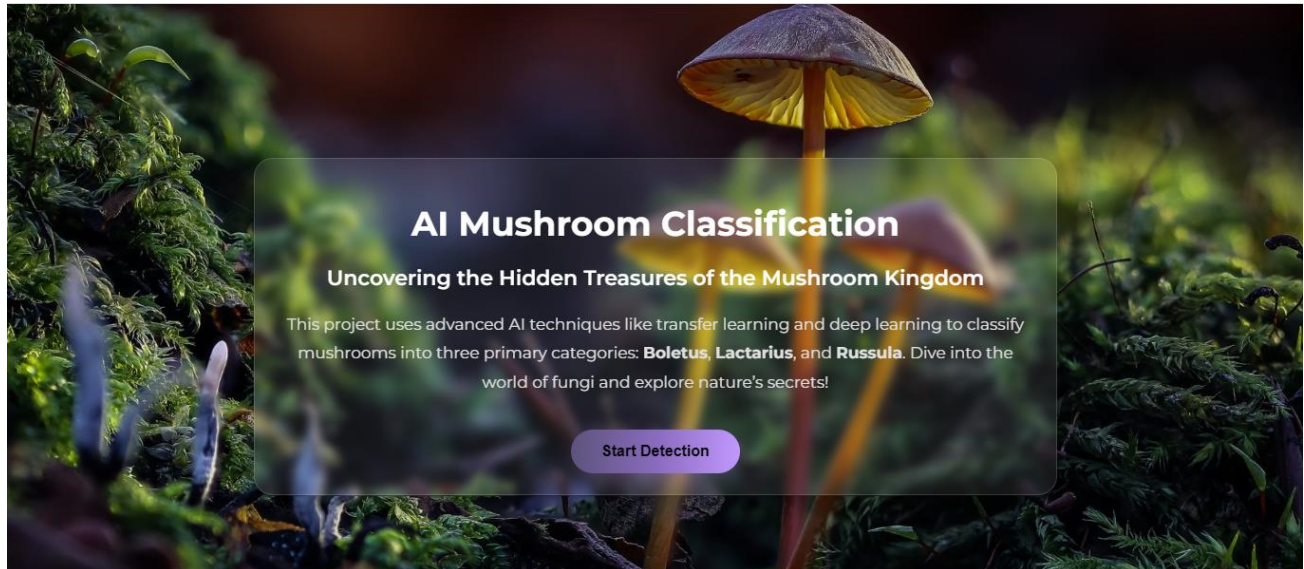 AI Mushroom Classification
Uncovering the Hidden Treasures of the Mushroom Kingdom
This project uses advanced AI techniques like transfer learning and deep learning to classify
mushrooms into three primary categories: Boletus, Lactarius, and Russula. Dive into the
world of fungi and explore nature’s secrets!
Start Detection